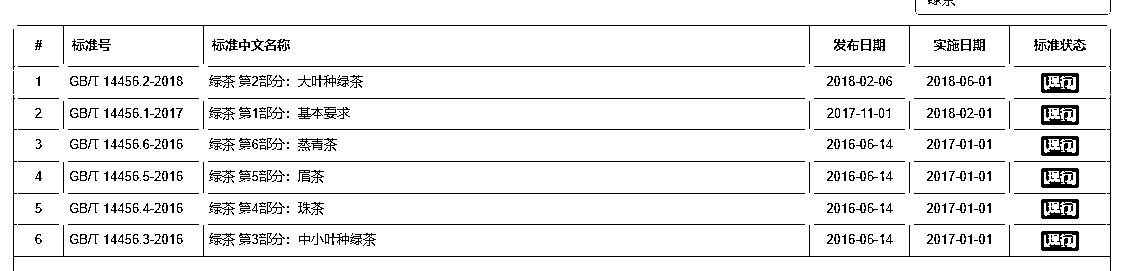 绿茶
# 标准号 标准中文名称 发布日期 实施日期 标准状态
1 GB/T 14456.2-2018 绿茶 第2部分：大叶种绿茶 2018-02-06 2018-06-01 现行
2 GB/T 14456.1-2017 绿茶 第1部分：基本要求 2017-11-01 2018-02-01 现行
3 GB/T 14456.6-2016 绿茶 第6部分：蒸青茶 2016-06-14 2017-01-01 现行
4 GB/T 14456.5-2016 绿茶 第5部分：眉茶 2016-06-14 2017-01-01 现行
5 GB/T 14456.4-2016 绿茶 第4部分：珠茶 2016-06-14 2017-01-01 现行
6 GB/T 14456.3-2016 绿茶 第3部分：中小叶种绿茶 2016-06-14 2017-01-01 现行